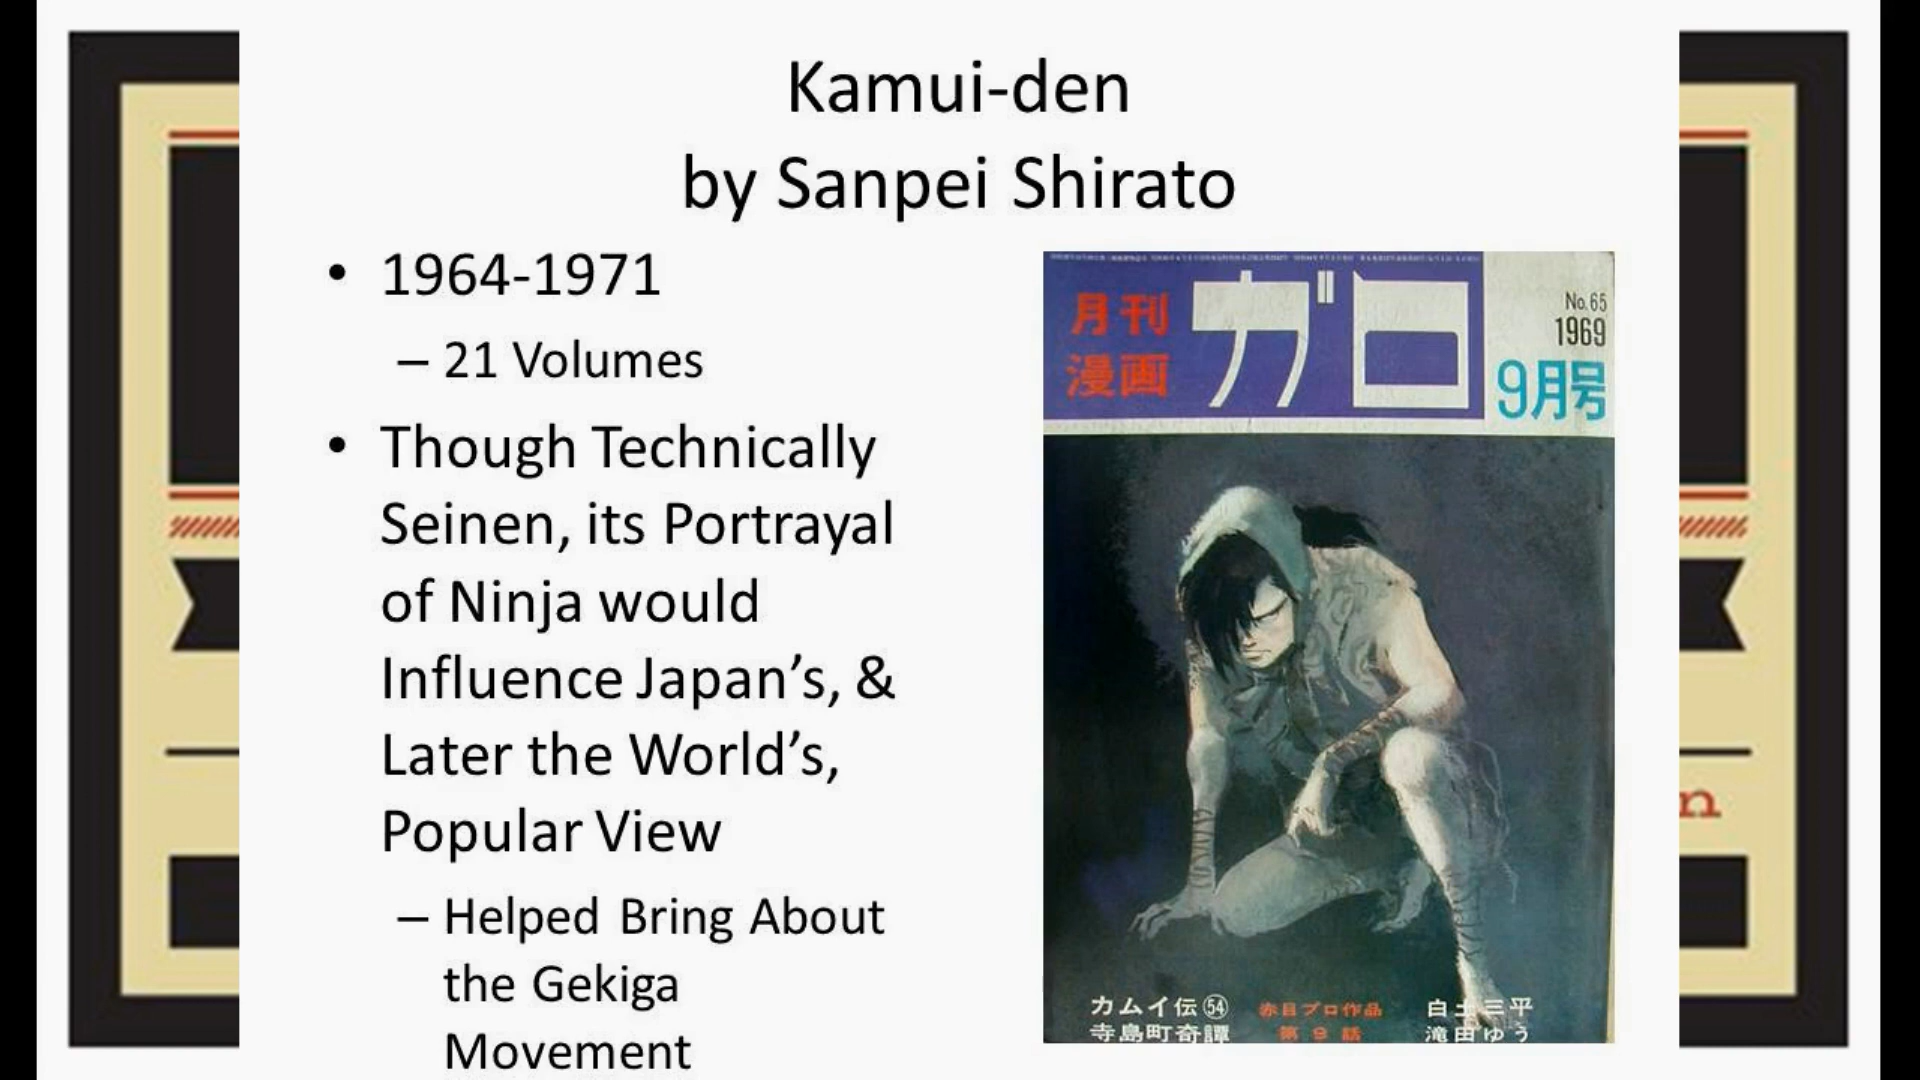 Kamui-den
by Sanpei Shirato
• 1964-1971
– 21 Volumes
• Though Technically
Seinen, its Portrayal
of Ninja would
Influence Japan’s, &
Later the World’s,
Popular View
– Helped Bring About
the Gekiga
Movement
月刊
漫画
ガロ
No.65
1969
9月号
カムイ伝㊴ 赤目プロ作品 白土三平
寺島町奇譚 第9話 滝田ゆう
n